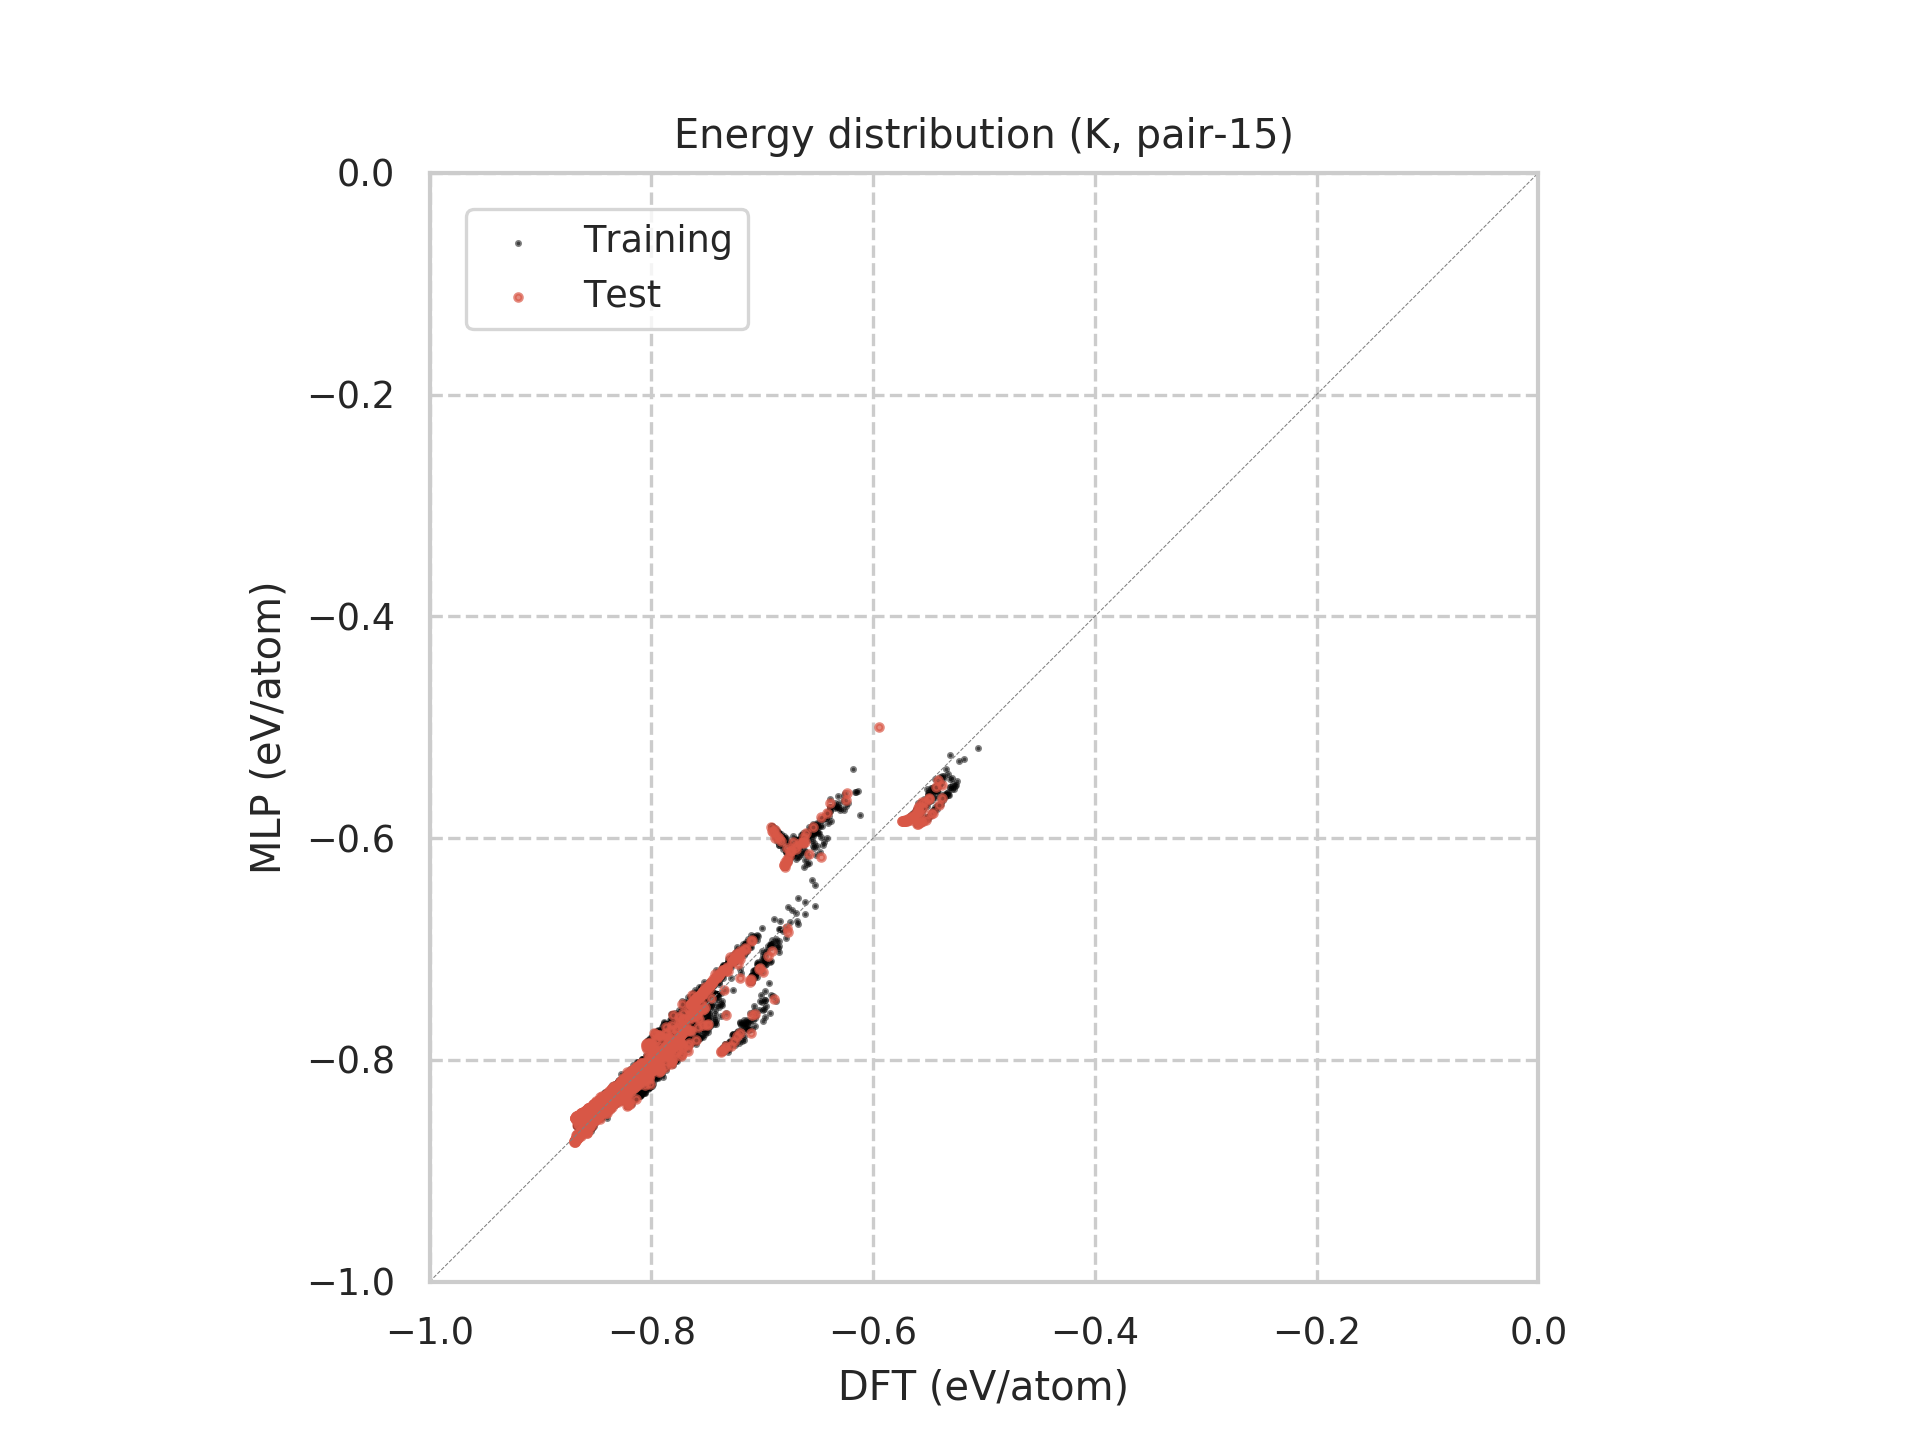 Energy distribution (K, pair-15)
0.0
−0.2
−0.4
−0.6
−0.8
−1.0
MLP (eV/atom)
Training
Test
−1.0 −0.8 −0.6 −0.4 −0.2 0.0
DFT (eV/atom)